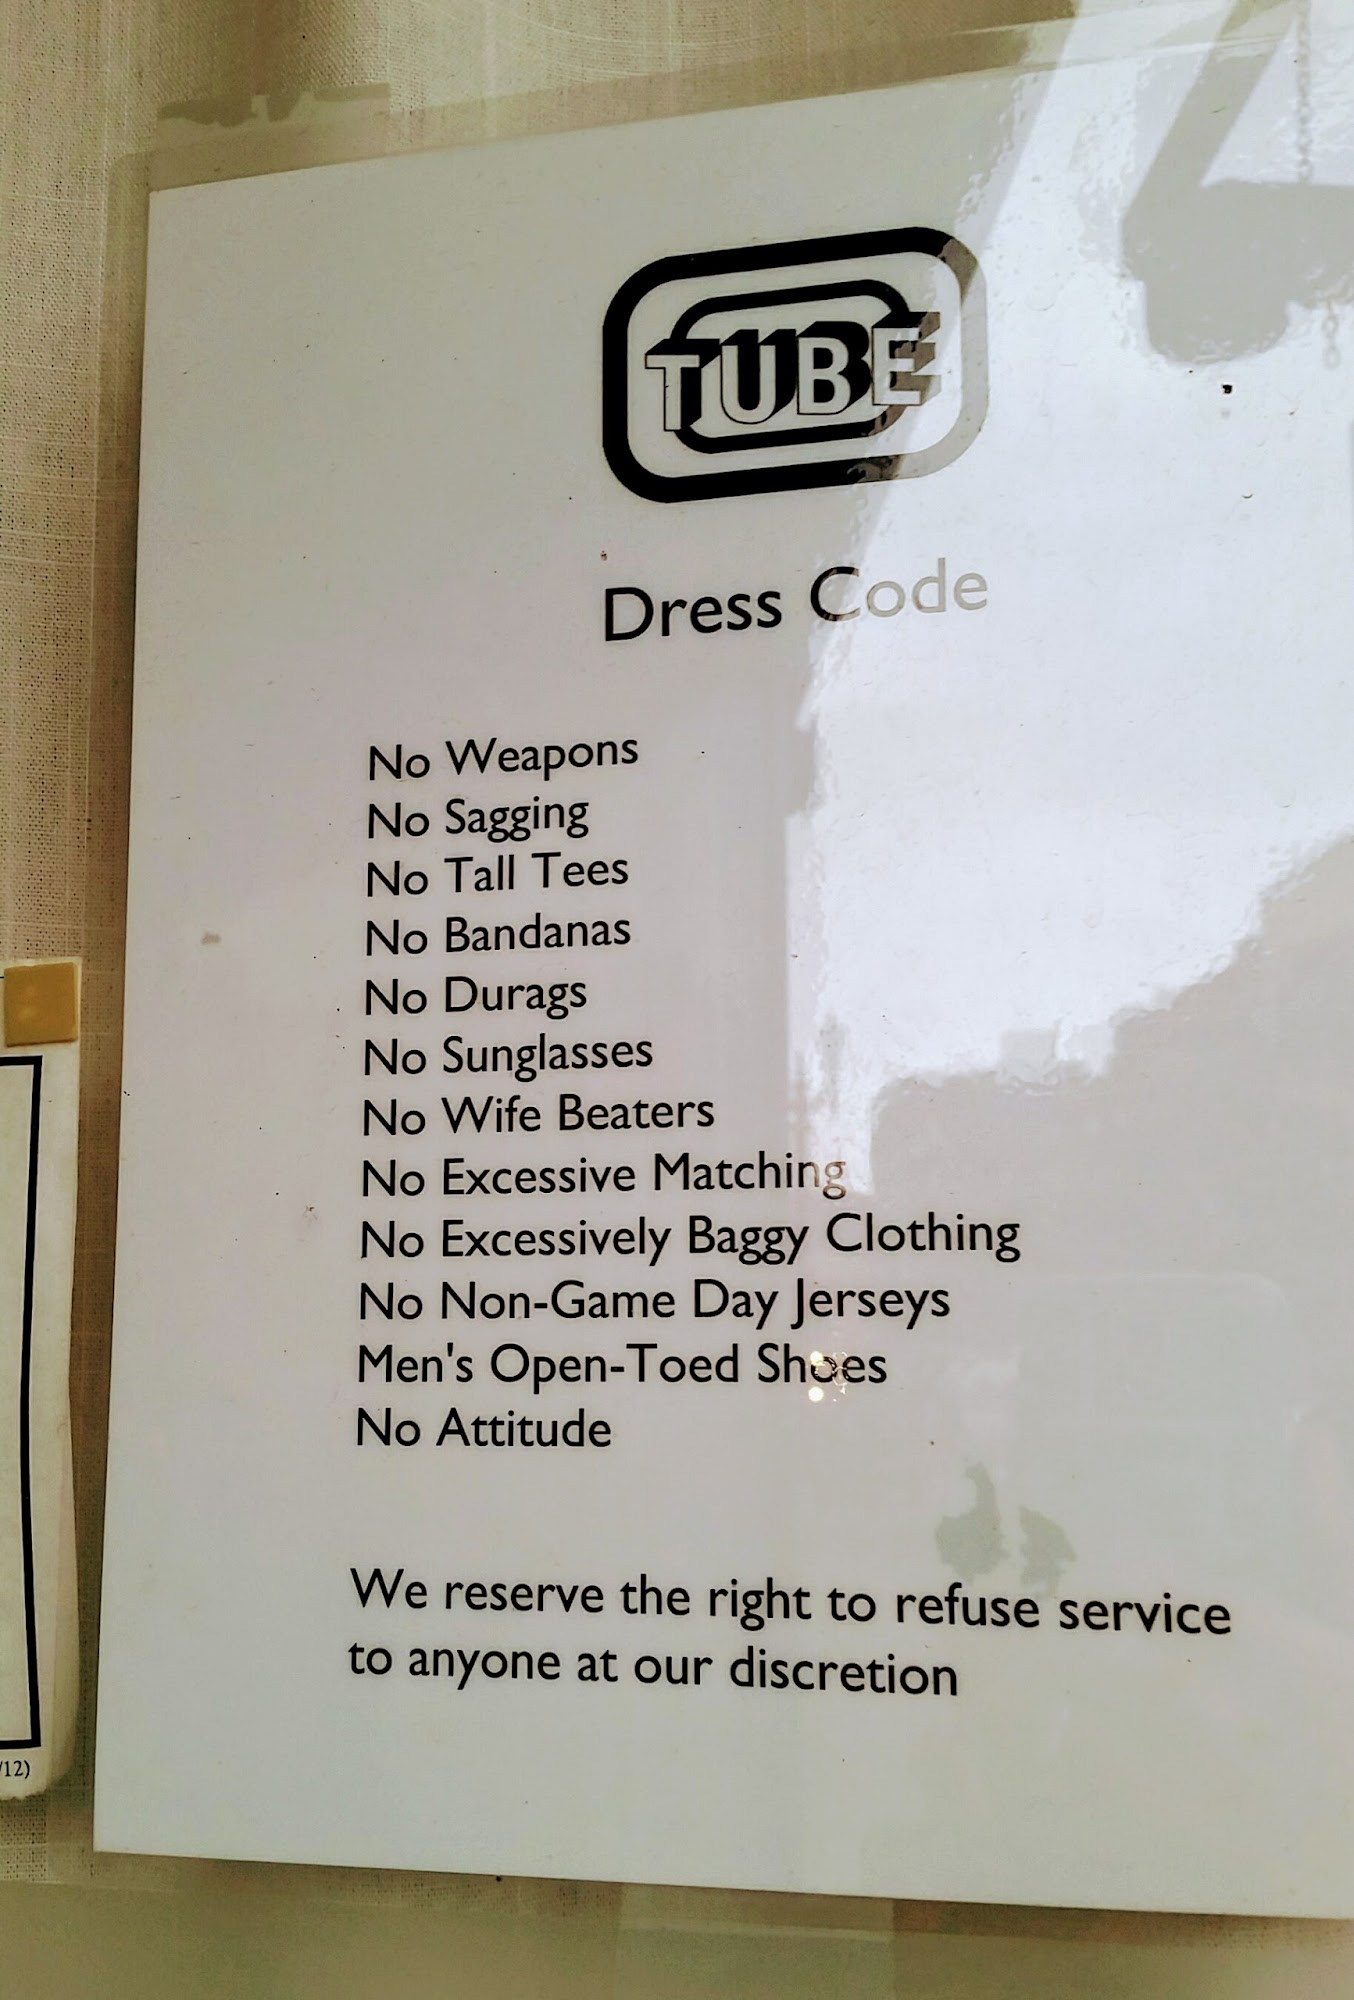 TUBE
Dress Code
No Weapons
No Sagging
No Tall Tees
No Bandanas
No Durags
No Sunglasses
No Wife Beaters
No Excessive Matching
No Excessively Baggy Clothing
No Non-Game Day Jerseys
Men's Open-Toed Shoes
No Attitude
We reserve the right to refuse service
to anyone at our discretion
/12)